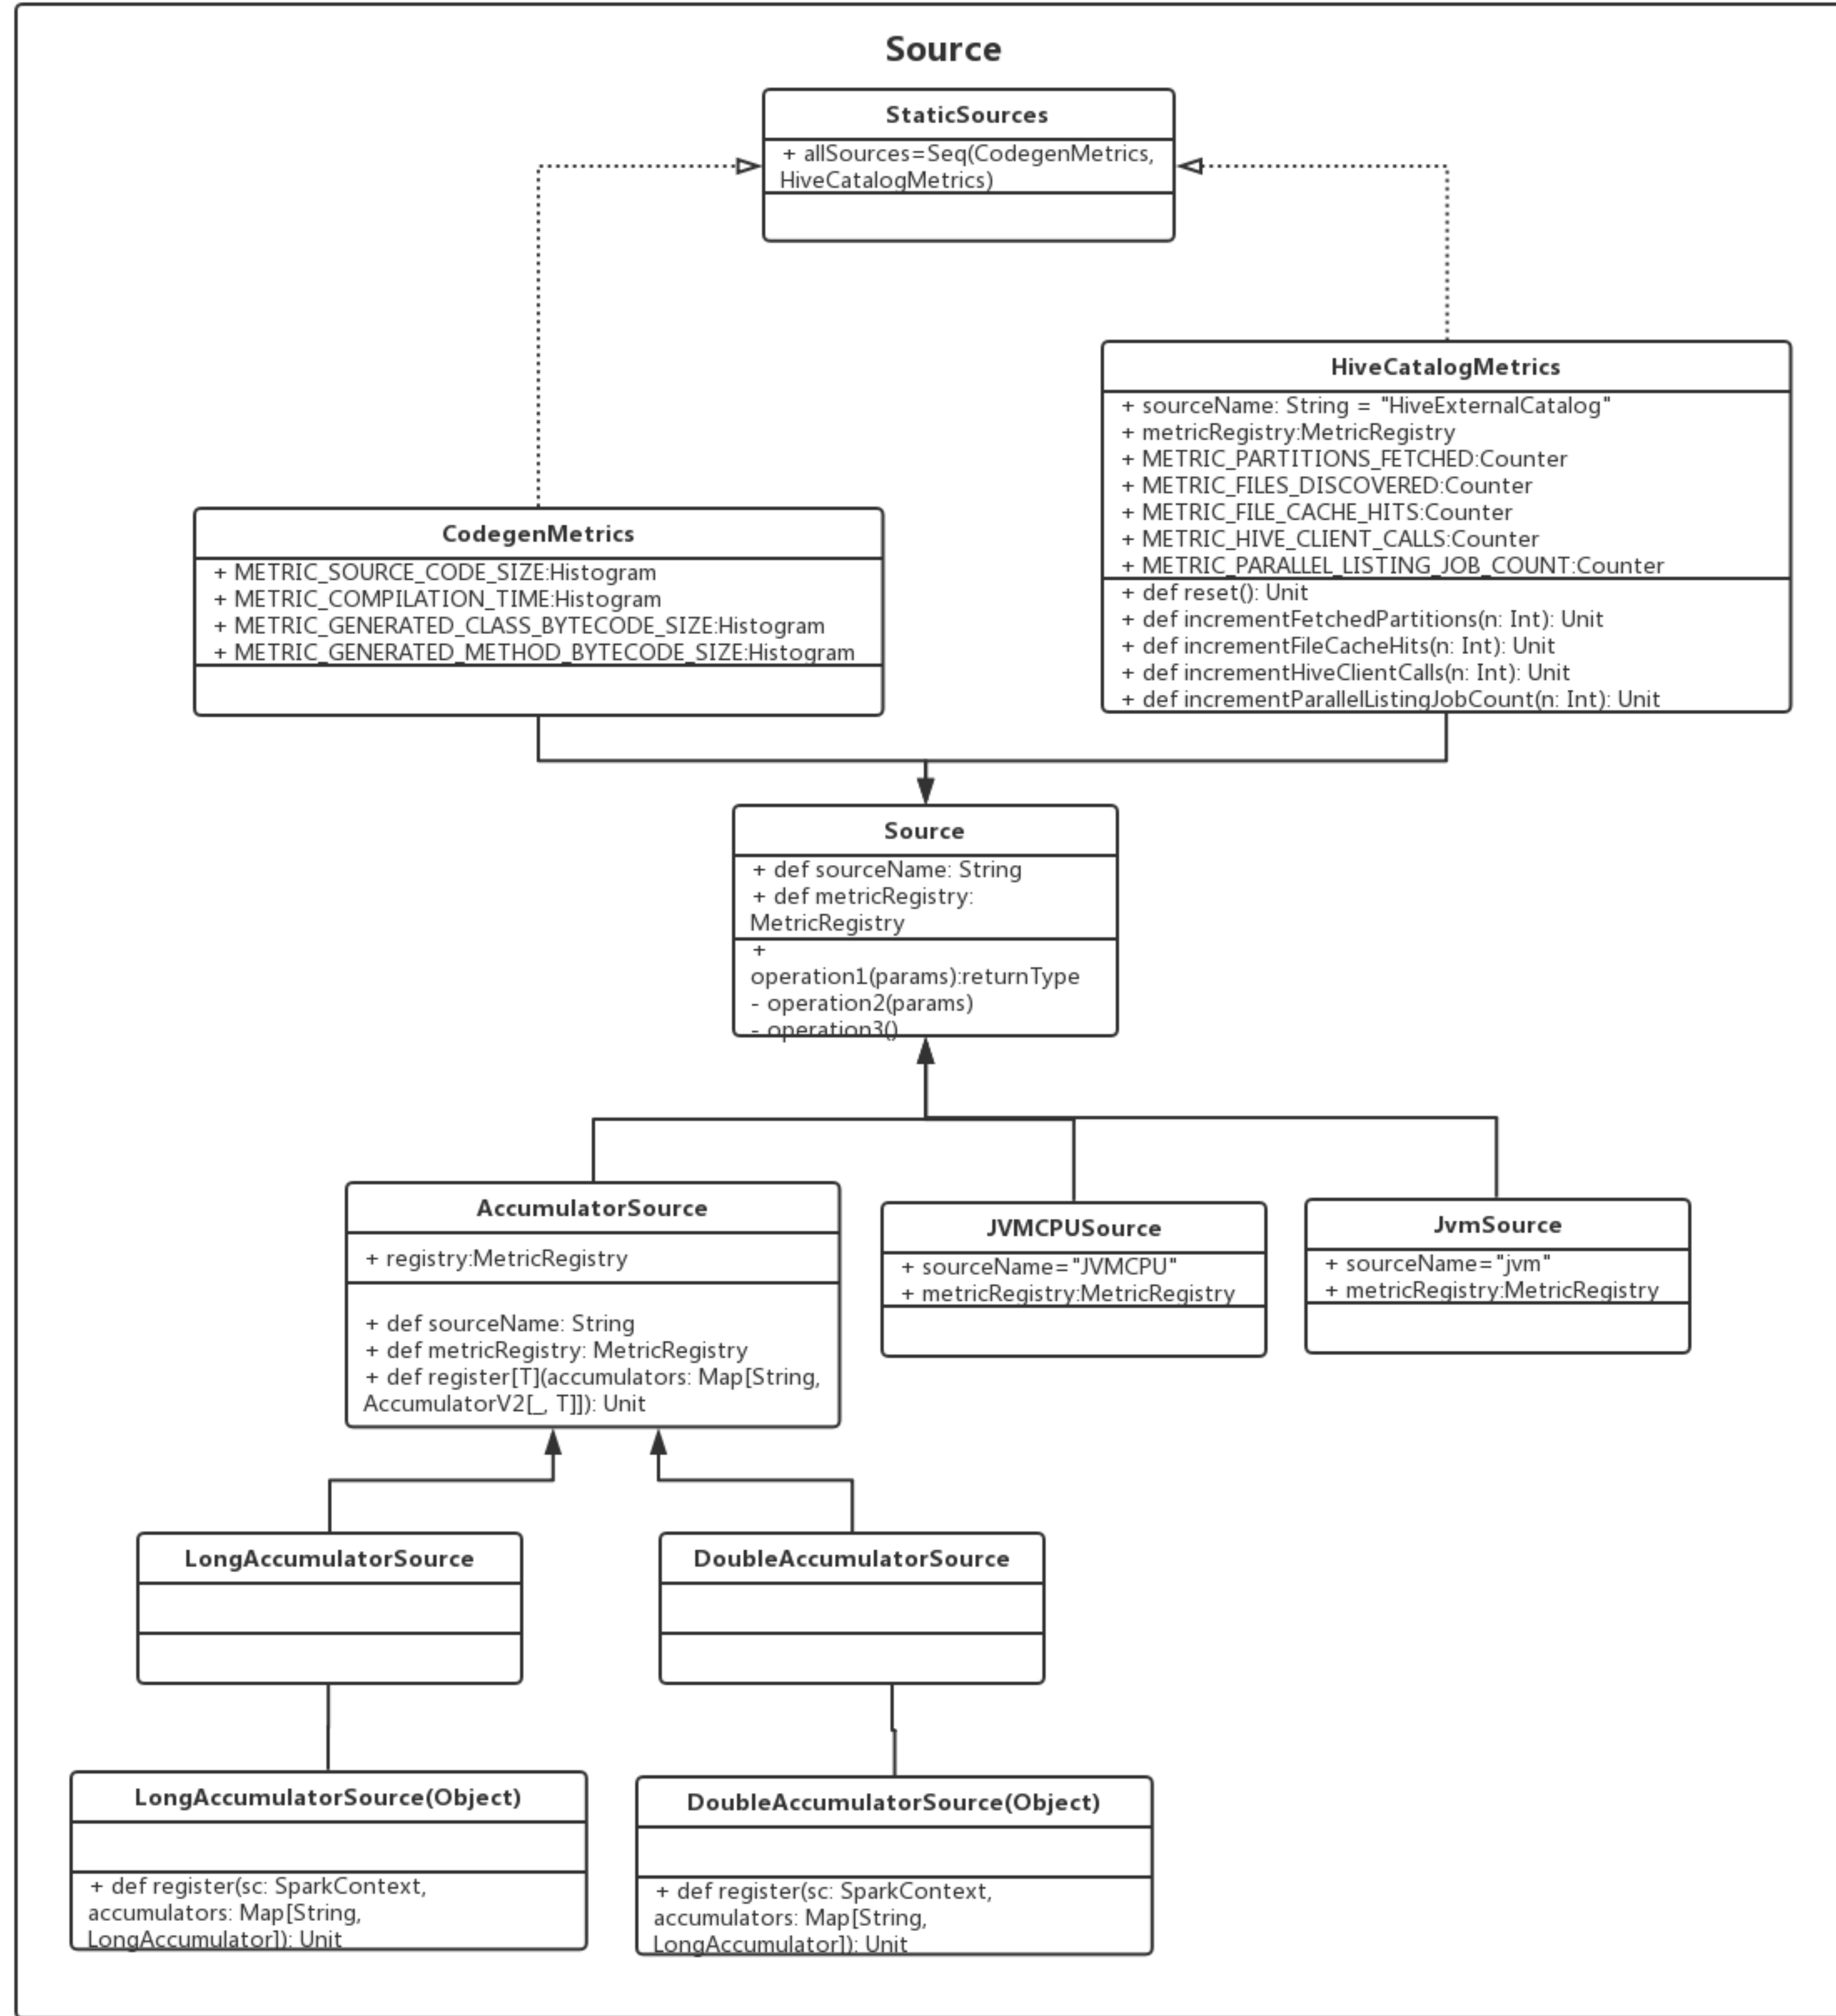 Source
StaticSources
+ allSources=Seq(CodegenMetrics,
HiveCatalogMetrics)
HiveCatalogMetrics
+ sourceName: String = "HiveExternalCatalog"
+ metricRegistry:MetricRegistry
+ METRIC_PARTITIONS_FETCHED:Counter
+ METRIC_FILES_DISCOVERED:Counter
+ METRIC_FILE_CACHE_HITS:Counter
+ METRIC_HIVE_CLIENT_CALLS:Counter
+ METRIC_PARALLEL_LISTING_JOB_COUNT:Counter
+ def reset(): Unit
+ def incrementFetchedPartitions(n: Int): Unit
+ def incrementFileCacheHits(n: Int): Unit
+ def incrementHiveClientCalls(n: Int): Unit
+ def incrementParallelListingJobCount(n: Int): Unit
CodegenMetrics
+ METRIC_SOURCE_CODE_SIZE:Histogram
+ METRIC_COMPILATION_TIME:Histogram
+ METRIC_GENERATED_CLASS_BYTECODE_SIZE:Histogram
+ METRIC_GENERATED_METHOD_BYTECODE_SIZE:Histogram
Source
+ def sourceName: String
+ def metricRegistry:
MetricRegistry
+
operation1(params):returnType
- operation2(params)
- operation3()
AccumulatorSource
+ registry:MetricRegistry
+ def sourceName: String
+ def metricRegistry: MetricRegistry
+ def register[T](accumulators: Map[String,
AccumulatorV2[_, T]]): Unit
JVMCPUSource
+ sourceName="JVMCPU"
+ metricRegistry:MetricRegistry
JvmSource
+ sourceName="jvm"
+ metricRegistry:MetricRegistry
LongAccumulatorSource
DoubleAccumulatorSource
LongAccumulatorSource(Object)
+ def register(sc: SparkContext,
accumulators: Map[String,
LongAccumulator]): Unit
DoubleAccumulatorSource(Object)
+ def register(sc: SparkContext,
accumulators: Map[String,
LongAccumulator]): Unit